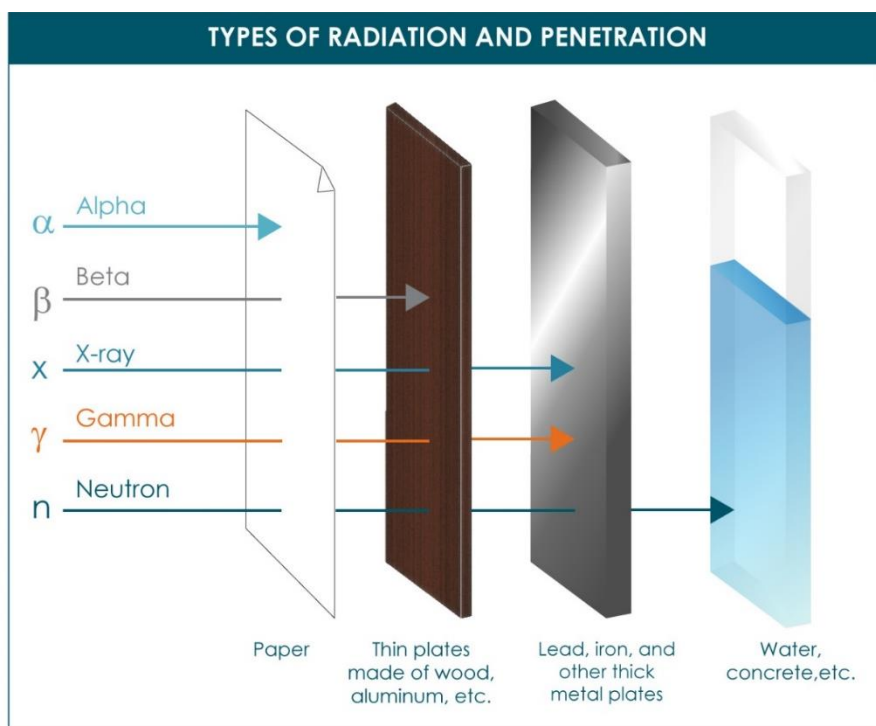 TYPES OF RADIATION AND PENETRATION
α Alpha
β Beta
x X-ray
γ Gamma
n Neutron
Paper
Thin plates
made of wood,
aluminum, etc.
Lead, iron, and
other thick
metal plates
Water,
concrete,etc.